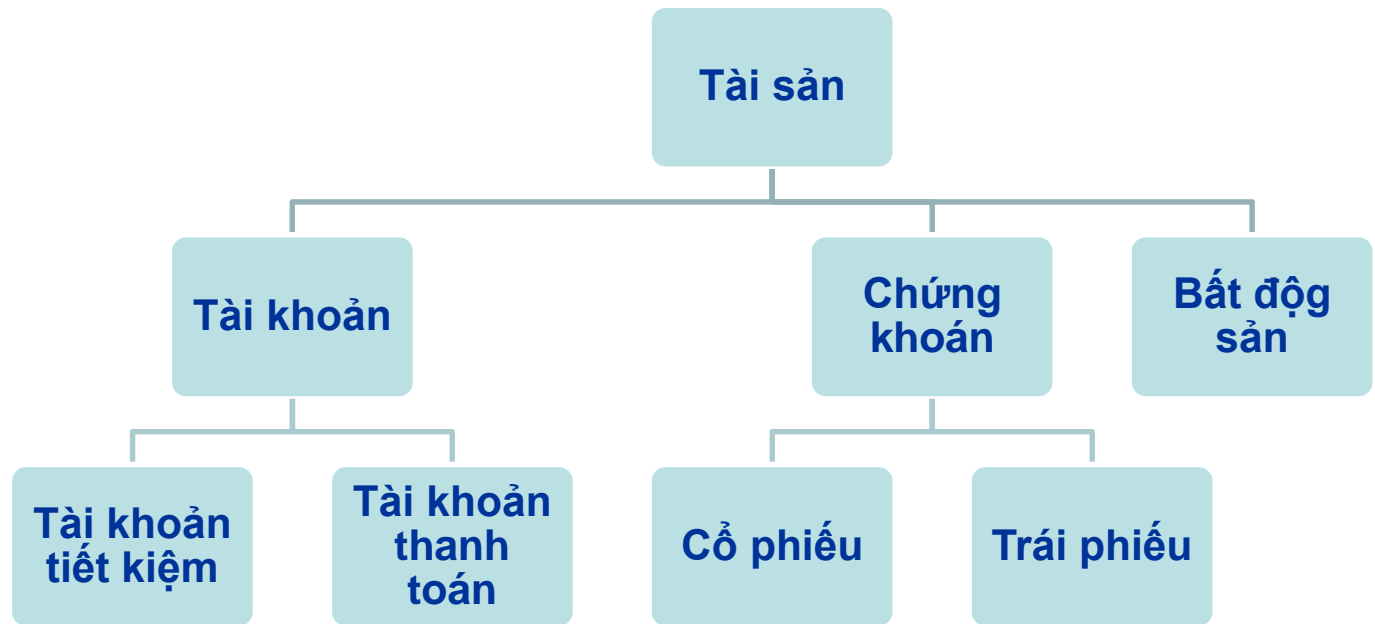 Tài sản
Tài khoản
Chứng
khoán
Bất độg
sản
Tài khoản
tiết kiệm
Tài khoản
thanh
toán
Cổ phiếu
Trái phiếu